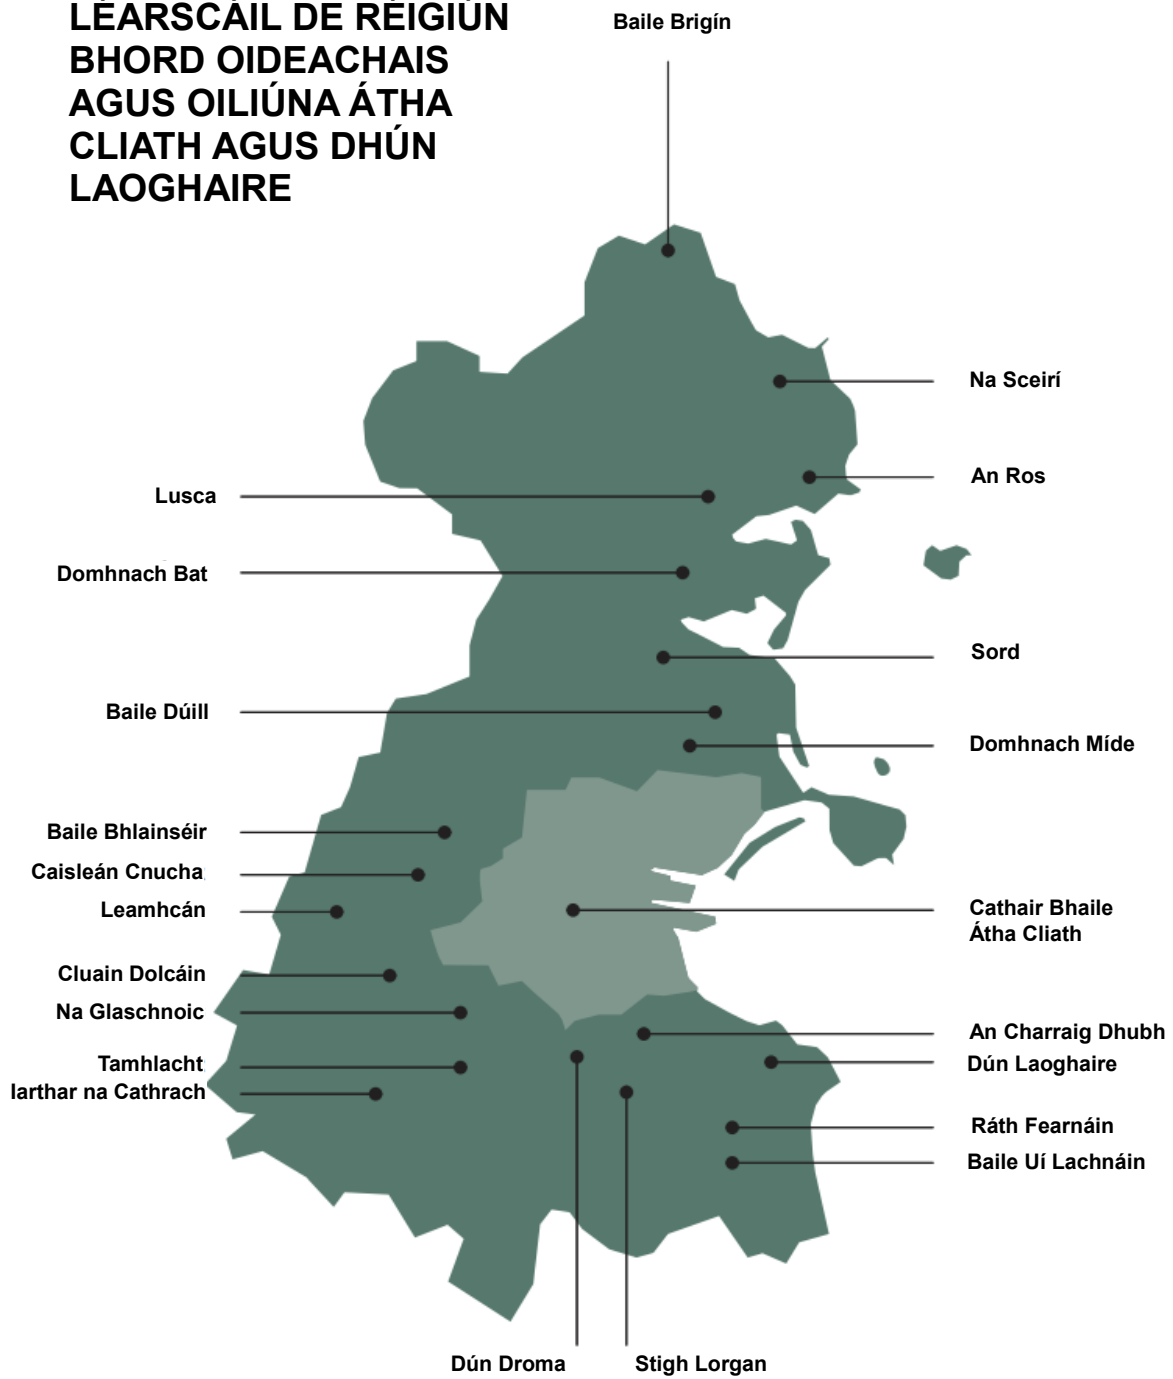 LÉARSCÁIL DE RÉIGIÚN
BHORD OIDEACHAIS
AGUS OILIÚNA ÁTHA
CLIATH AGUS DHÚN
LAOGHAIRE
Baile Brigín
Na Sceirí
An Ros
Lusca
Domhnach Bat
Sord
Baile Dúill
Domhnach Míde
Baile Bhlainséir
Caisleán Cnucha
Leamhcán
Cathair Bhaile
Átha Cliath
Cluain Dolcáin
Na Glaschnoic
An Charraig Dhubh
Tamhlacht
Dún Laoghaire
Iarthar na Cathrach
Ráth Fearnáin
Baile Uí Lachnáin
Dún Droma
Stigh Lorgan